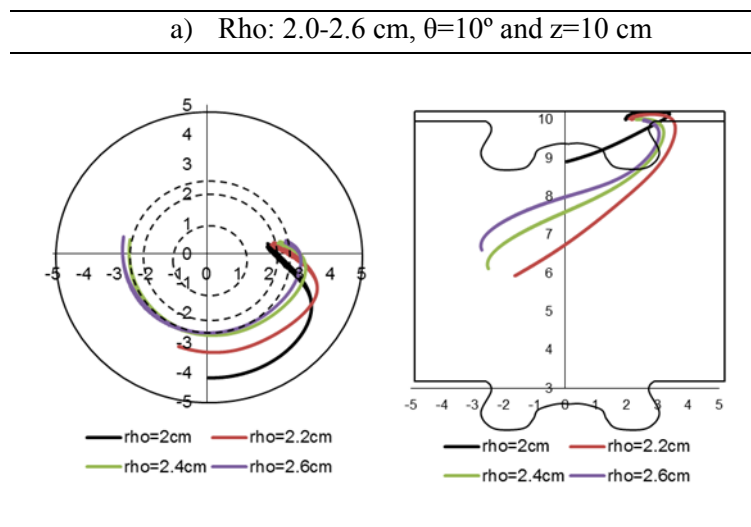 a) Rho: 2.0-2.6 cm, θ=10º and z=10 cm
5
4
3
2
1
0
-5 -4 -3 -2 -1 0 1 2 3 4 5
-1
-2
-3
-4
-5
rho=2cm rho=2.2cm
rho=2.4cm rho=2.6cm
10
9
8
7
6
5
4
3
-5 -4 -3 -2 -1 0 1 2 3 4 5
rho=2cm rho=2.2cm
rho=2.4cm rho=2.6cm